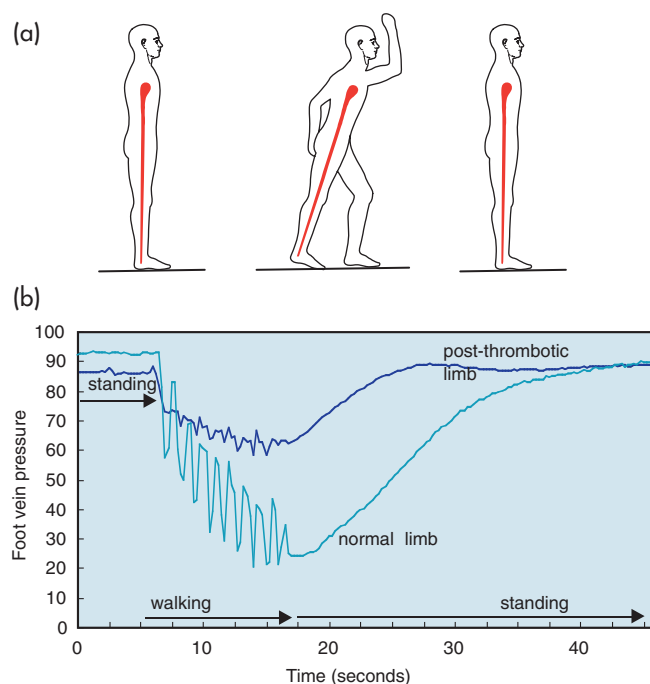 (a)
(b)
100
90
80
70
60
50
40
30
20
10
0
Foot vein pressure
standing
post-thrombotic
limb
normal limb
walking
standing
0
10
20
30
40
Time (seconds)